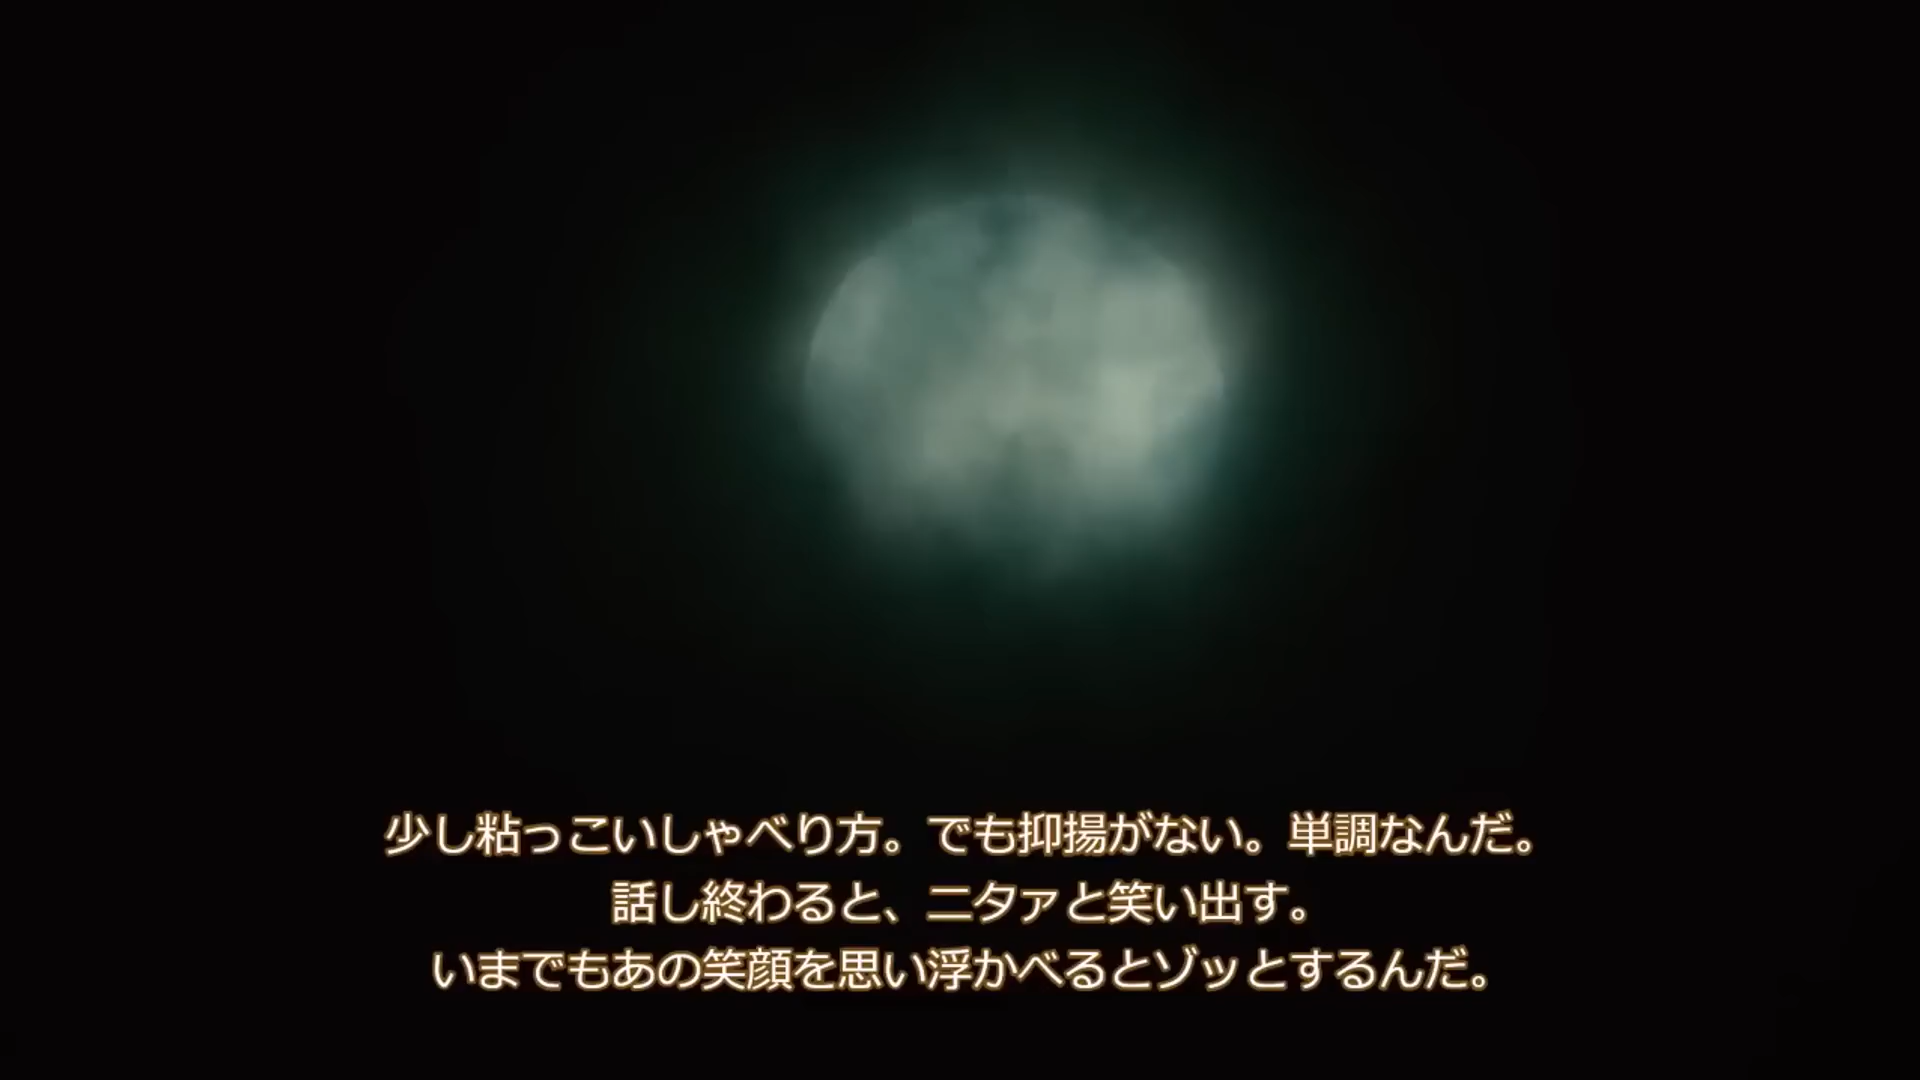 少し粘っこいしゃべり方。でも抑揚がない。単調なんだ。
話し終わると、ニタァと笑い出す。
いまでもあの笑顔を思い浮かべるとゾッとするんだ。